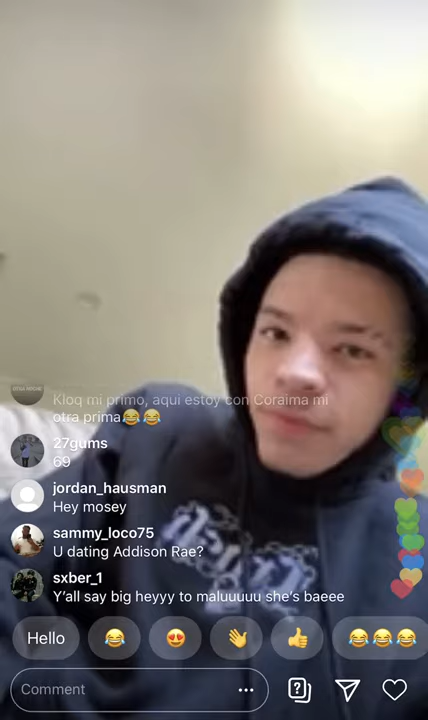 Kloq mi primo, aqui estoy con Coraima mi
otra prima😂😂
27gums
69
jordan_hausman
Hey mosey
sammy_loco75
U dating Addison Rae?
sxber_1
Y'all say big heyyy to maluuuuu she's baeee
Hello 😂 😍 👋 👍 😂😂😂
Comment